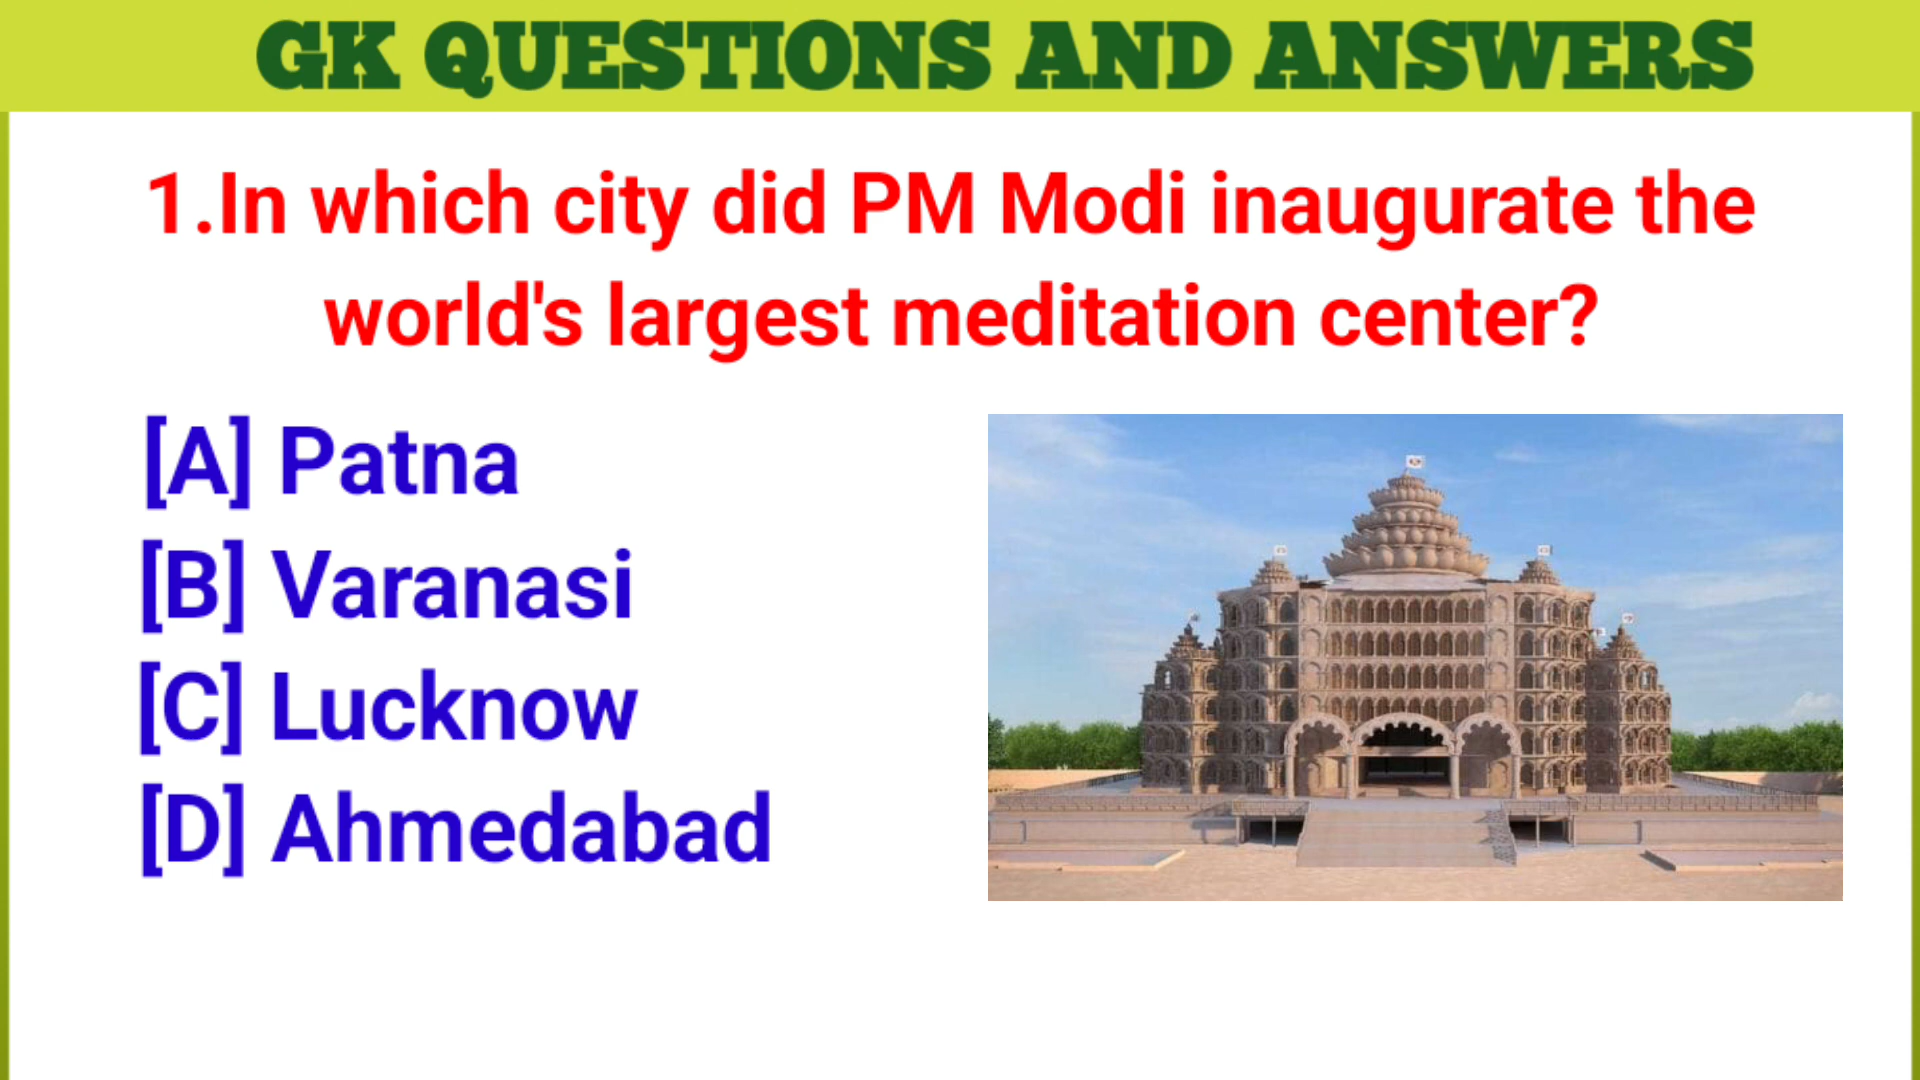 GK QUESTIONS AND ANSWERS
1.In which city did PM Modi inaugurate the
world's largest meditation center?
[A] Patna
[B] Varanasi
[C] Lucknow
[D] Ahmedabad